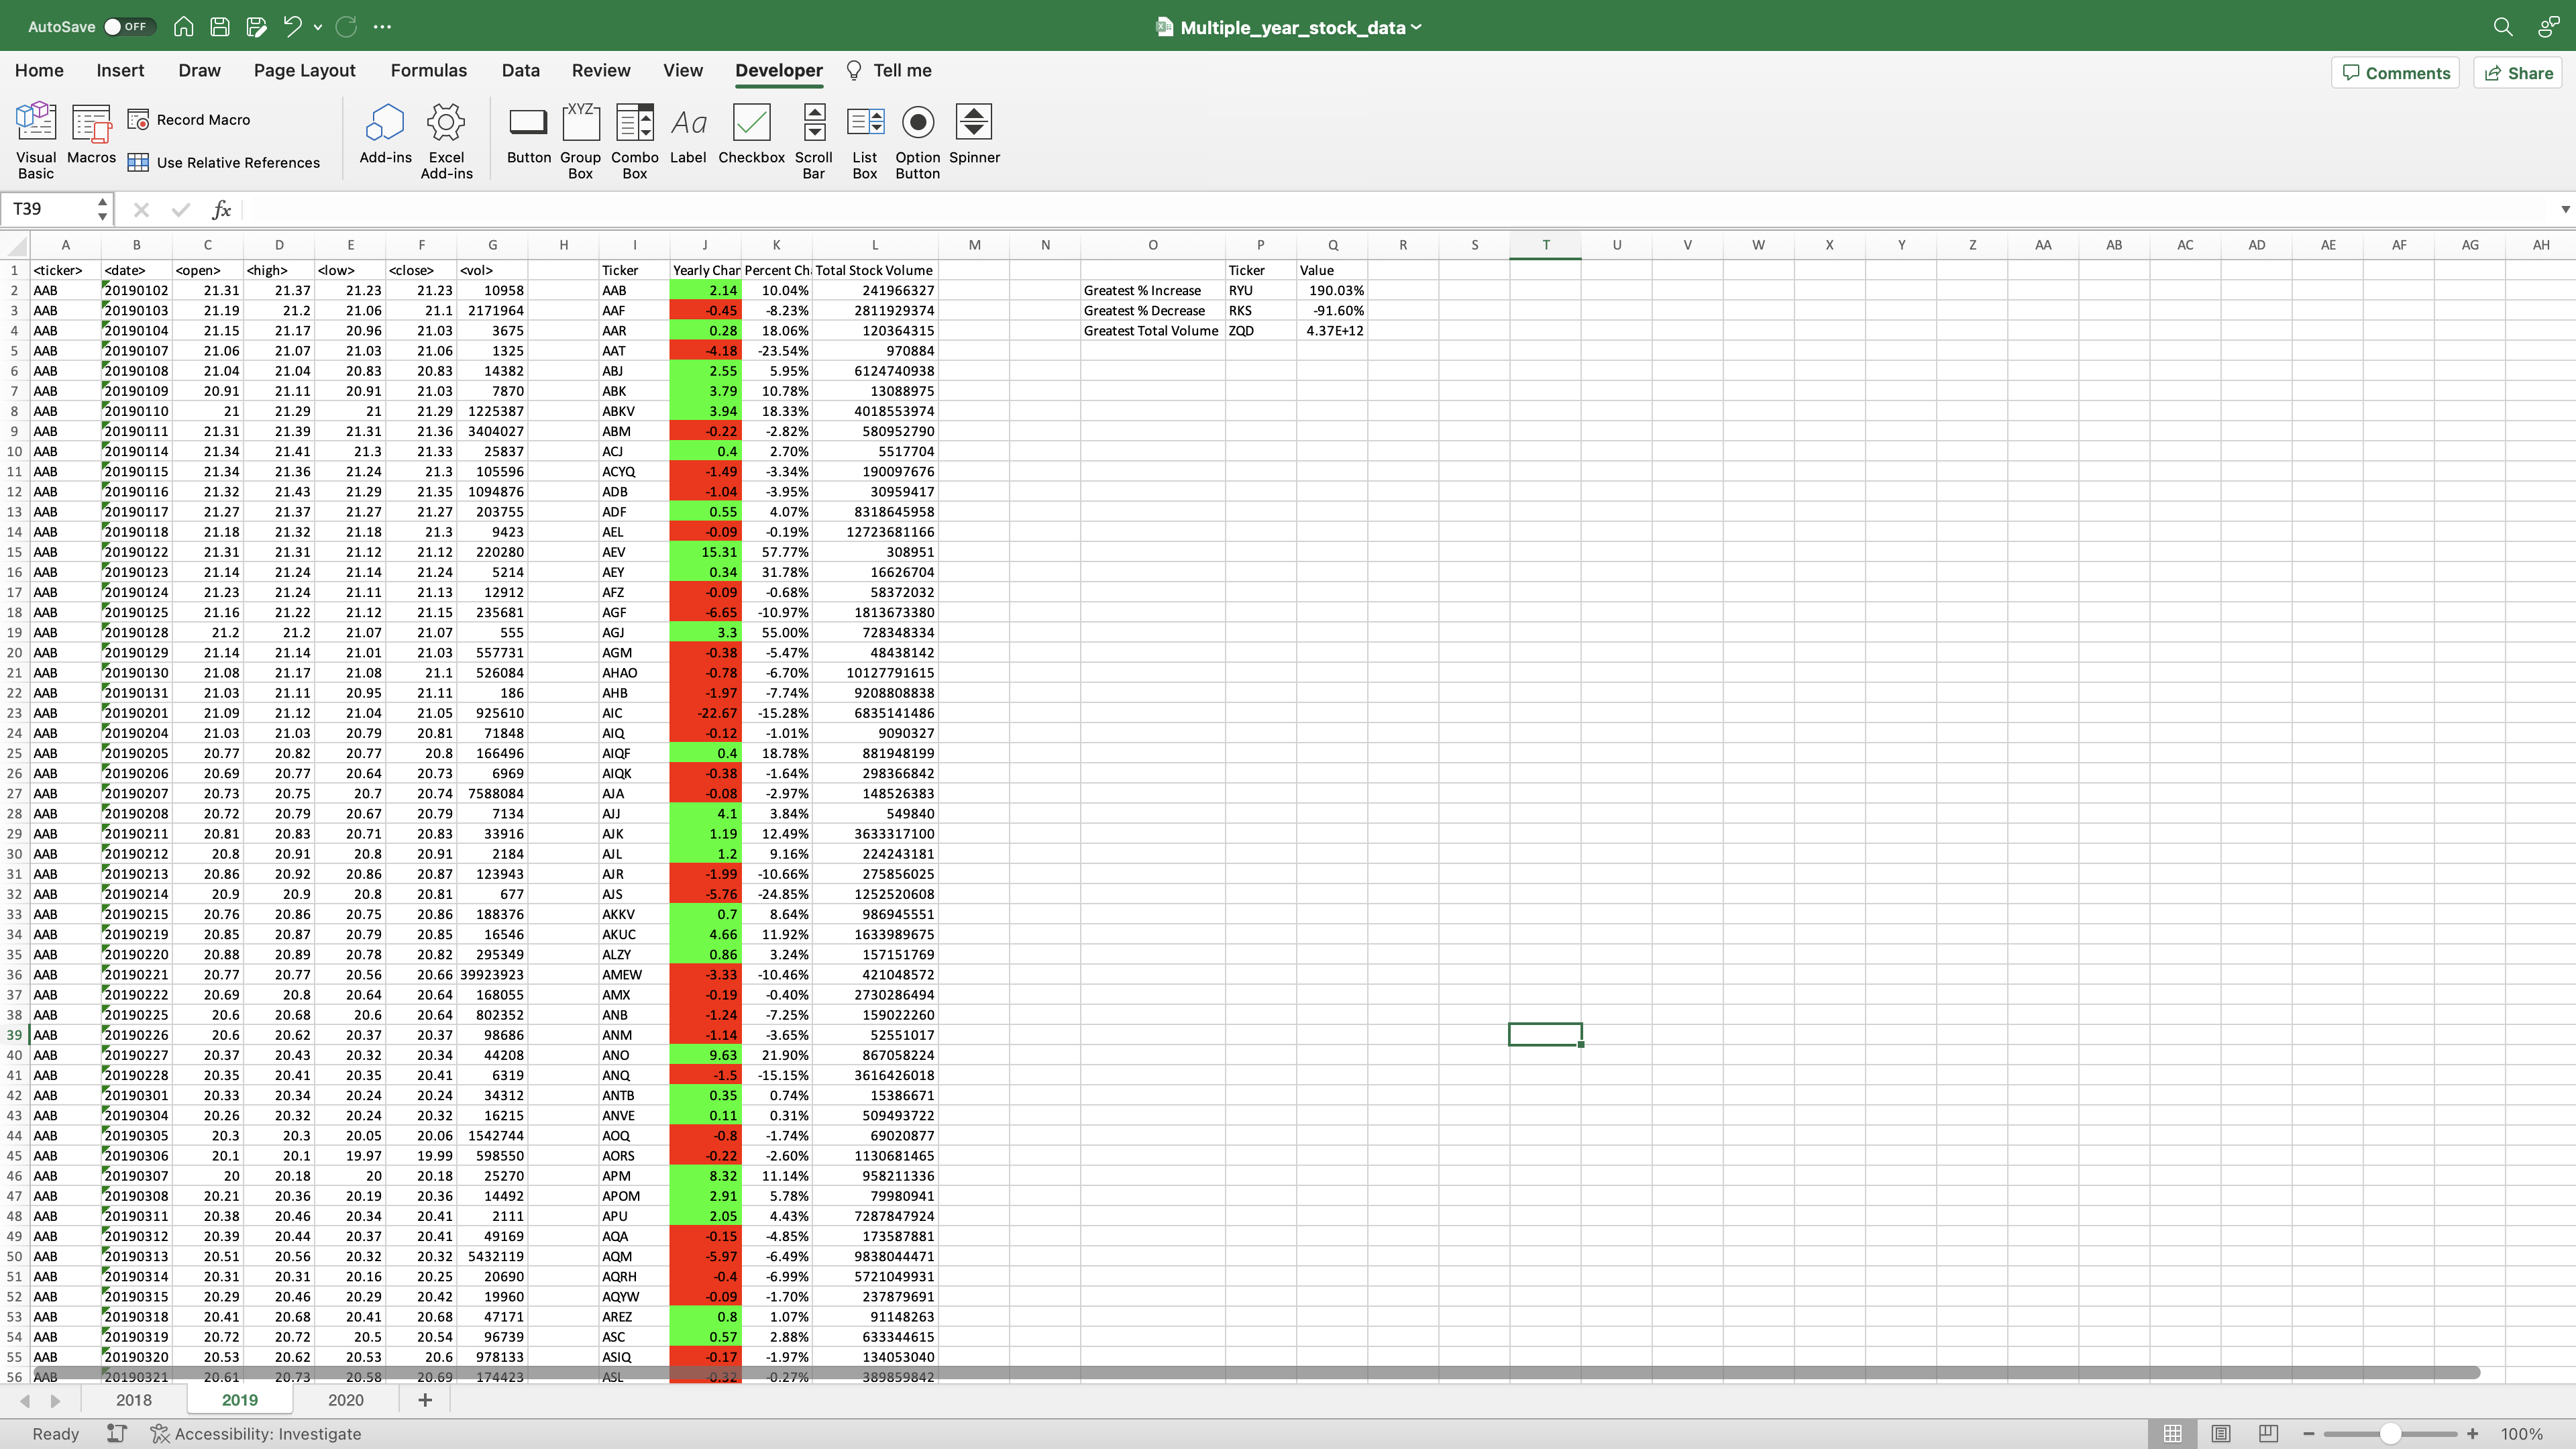 AutoSave OFF Multiple_year_stock_data
Home Insert Draw Page Layout Formulas Data Review View Developer Tell me Comments Share
Visual Basic Macros Record Macro Use Relative References Add-ins Excel Add-ins Button Group Box Combo Box Label Checkbox Scroll Bar List Box Option Button Spinner
XYZ Aa
T39 fx
A B C D E F G H I J K L M N O P Q R S T U V W X Y Z AA AB AC AD AE AF AG AH
1 <ticker> <date> <open> <high> <low> <close> <vol> Ticker Yearly Char Percent Ch Total Stock Volume Ticker Value
2 AAB 20190102 21.31 21.37 21.23 21.23 10958 AAB 2.14 10.04% 241966327 Greatest % Increase RYU 190.03%
3 AAB 20190103 21.19 21.2 21.06 21.1 2171964 AAF -0.45 -8.23% 2811929374 Greatest % Decrease RKS -91.60%
4 AAB 20190104 21.15 21.17 20.96 21.03 3675 AAR 0.28 18.06% 120364315 Greatest Total Volume ZQD 4.37E+12
5 AAB 20190107 21.06 21.07 21.03 21.06 1325 AAT -4.18 -23.54% 970884
6 AAB 20190108 21.04 21.04 20.83 20.83 14382 ABJ 2.55 5.95% 6124740938
7 AAB 20190109 20.91 21.11 20.91 21.03 7870 ABK 3.79 10.78% 13088975
8 AAB 20190110 21 21.29 21 21.29 1225387 ABKV 3.94 18.33% 4018553974
9 AAB 20190111 21.31 21.39 21.31 21.36 3404027 ABM -0.22 -2.82% 580952790
10 AAB 20190114 21.34 21.41 21.3 21.33 25837 ACJ 0.4 2.70% 5517704
11 AAB 20190115 21.34 21.36 21.24 21.3 105596 ACYQ -1.49 -3.34% 190097676
12 AAB 20190116 21.32 21.43 21.29 21.35 1094876 ADB -1.04 -3.95% 30959417
13 AAB 20190117 21.27 21.37 21.27 21.27 203755 ADF 0.55 4.07% 8318645958
14 AAB 20190118 21.18 21.32 21.18 21.3 9423 AEL -0.09 -0.19% 12723681166
15 AAB 20190122 21.31 21.31 21.12 21.12 220280 AEV 15.31 57.77% 308951
16 AAB 20190123 21.14 21.24 21.14 21.24 5214 AEY 0.34 31.78% 16626704
17 AAB 20190124 21.23 21.24 21.11 21.13 12912 AFZ -0.09 -0.68% 58372032
18 AAB 20190125 21.16 21.22 21.12 21.15 235681 AGF -6.65 -10.97% 1813673380
19 AAB 20190128 21.2 21.2 21.07 21.07 555 AGJ 3.3 55.00% 728348334
20 AAB 20190129 21.14 21.14 21.01 21.03 557731 AGM -0.38 -5.47% 48438142
21 AAB 20190130 21.08 21.17 21.08 21.1 526084 AHAO -0.78 -6.70% 10127791615
22 AAB 20190131 21.03 21.11 20.95 21.11 186 AHB -1.97 -7.74% 9208808838
23 AAB 20190201 21.09 21.12 21.04 21.05 925610 AIC -22.67 -15.28% 6835141486
24 AAB 20190204 21.03 21.03 20.79 20.81 71848 AIQ -0.12 -1.01% 9090327
25 AAB 20190205 20.77 20.82 20.77 20.8 166496 AIQF 0.4 18.78% 881948199
26 AAB 20190206 20.69 20.77 20.64 20.73 6969 AIQK -0.38 -1.64% 298366842
27 AAB 20190207 20.73 20.75 20.7 20.74 7588084 AJA -0.08 -2.97% 148526383
28 AAB 20190208 20.72 20.79 20.67 20.79 7134 AJJ 4.1 3.84% 549840
29 AAB 20190211 20.81 20.83 20.71 20.83 33916 AJK 1.19 12.49% 3633317100
30 AAB 20190212 20.8 20.91 20.8 20.91 2184 AJL 1.2 9.16% 224243181
31 AAB 20190213 20.86 20.92 20.86 20.87 123943 AJR -1.99 -10.66% 275856025
32 AAB 20190214 20.9 20.9 20.8 20.81 677 AJS -5.76 -24.85% 1252520608
33 AAB 20190215 20.76 20.86 20.75 20.86 188376 AKKV 0.7 8.64% 986945551
34 AAB 20190219 20.85 20.87 20.79 20.85 16546 AKUC 4.66 11.92% 1633989675
35 AAB 20190220 20.88 20.89 20.78 20.82 295349 ALZY 0.86 3.24% 157151769
36 AAB 20190221 20.77 20.77 20.56 20.66 39923923 AMEW -3.33 -10.46% 421048572
37 AAB 20190222 20.69 20.8 20.64 20.64 168055 AMX -0.19 -0.40% 2730286494
38 AAB 20190225 20.6 20.68 20.6 20.64 802352 ANB -1.24 -7.25% 159022260
39 AAB 20190226 20.6 20.62 20.37 20.37 98686 ANM -1.14 -3.65% 52551017
40 AAB 20190227 20.37 20.43 20.32 20.34 44208 ANO 9.63 21.90% 867058224
41 AAB 20190228 20.35 20.41 20.35 20.41 6319 ANQ -1.5 -15.15% 3616426018
42 AAB 20190301 20.33 20.34 20.24 20.24 34312 ANTB 0.35 0.74% 15386671
43 AAB 20190304 20.26 20.32 20.24 20.32 16215 ANVE 0.11 0.31% 509493722
44 AAB 20190305 20.3 20.3 20.05 20.06 1542744 AOQ -0.8 -1.74% 69020877
45 AAB 20190306 20.1 20.1 19.97 19.99 598550 AORS -0.22 -2.60% 1130681465
46 AAB 20190307 20 20.18 20 20.18 25270 APM 8.32 11.14% 958211336
47 AAB 20190308 20.21 20.36 20.19 20.36 14492 APOM 2.91 5.78% 79980941
48 AAB 20190311 20.38 20.46 20.34 20.41 2111 APU 2.05 4.43% 7287847924
49 AAB 20190312 20.39 20.44 20.37 20.41 49169 AQA -0.15 -4.85% 173587881
50 AAB 20190313 20.51 20.56 20.32 20.32 5432119 AQM -5.97 -6.49% 9838044471
51 AAB 20190314 20.31 20.31 20.16 20.25 20690 AQRH -0.4 -6.99% 5721049931
52 AAB 20190315 20.29 20.46 20.29 20.42 19960 AQYW -0.09 -1.70% 237879691
53 AAB 20190318 20.41 20.68 20.41 20.68 47171 AREZ 0.8 1.07% 91148263
54 AAB 20190319 20.72 20.72 20.5 20.54 96739 ASC 0.57 2.88% 633344615
55 AAB 20190320 20.53 20.62 20.53 20.6 978133 ASIQ -0.17 -1.97% 134053040
56 AAB 20190321 20.61 20.73 20.58 20.69 174423 ASL -0.32 -0.27% 389859842
2018 2019 2020 +
Ready Accessibility: Investigate 100%